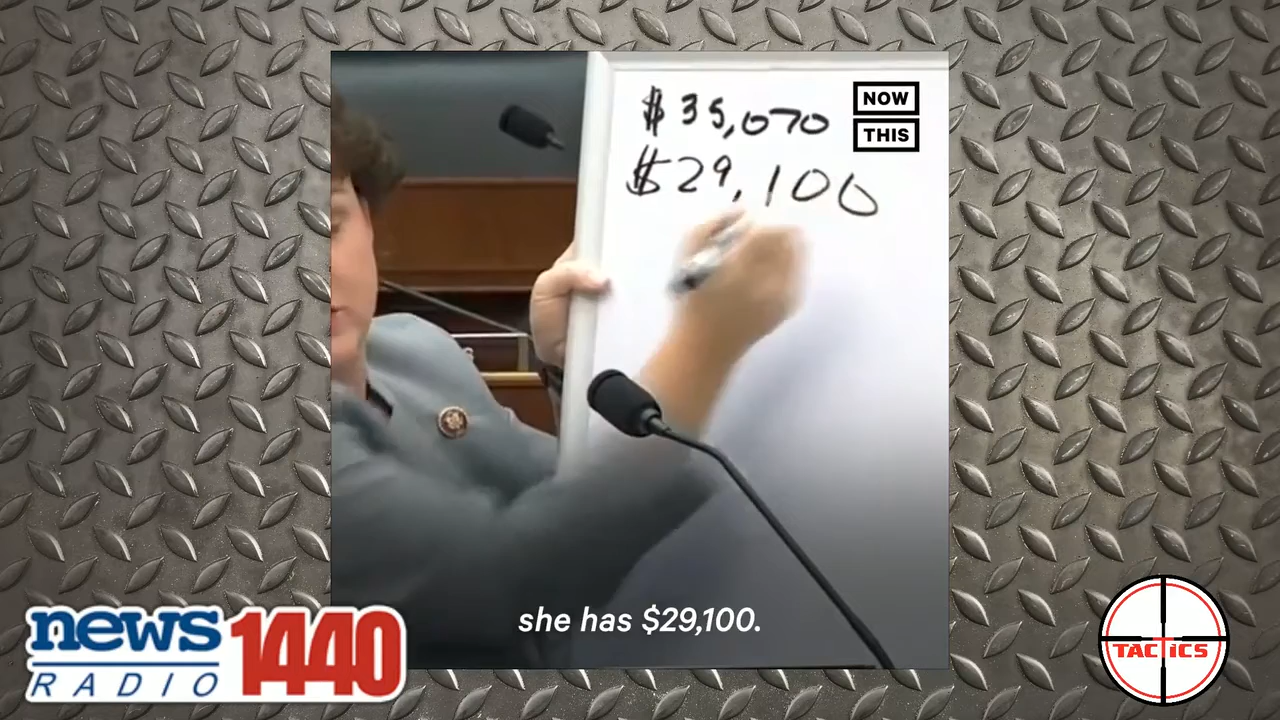 $35,070
NOW
THIS
$29,100
she has $29,100.
news 1440
RADIO
TACTICS